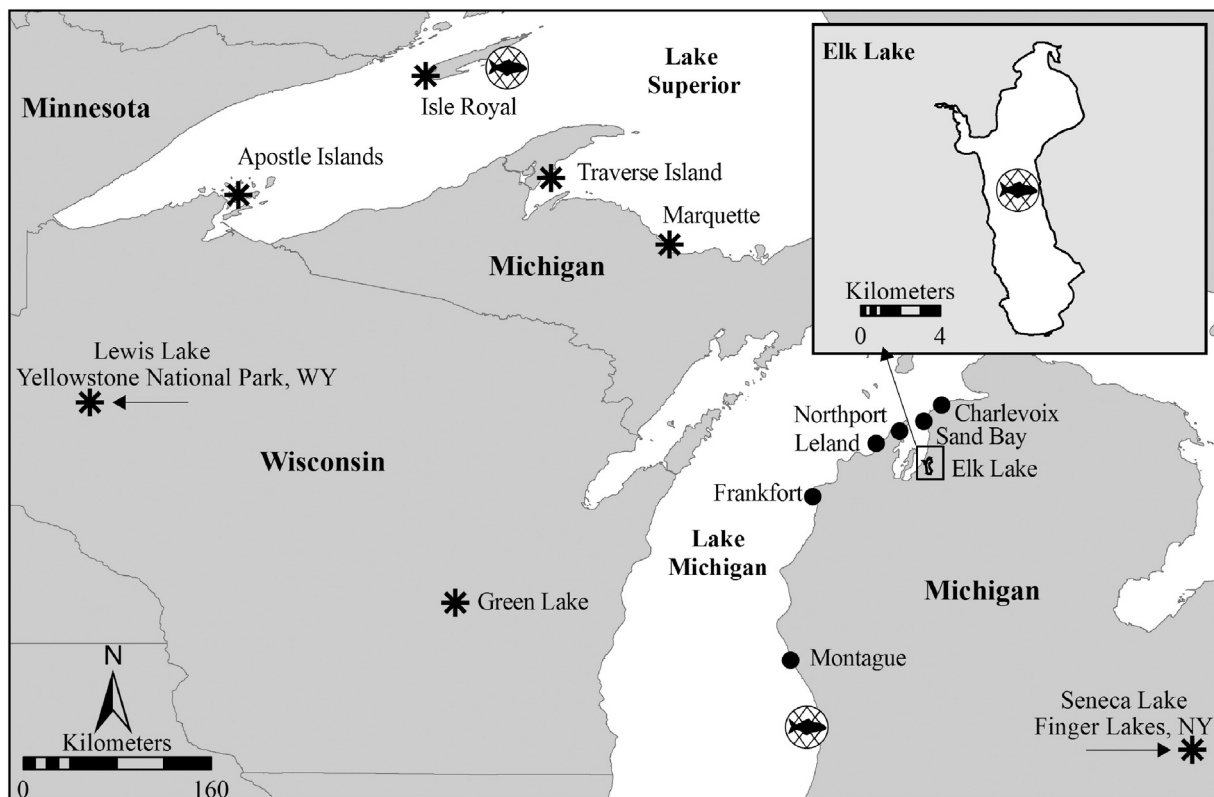 Minnesota
Isle Royal
Lake
Superior
Elk Lake
Apostle Islands
Traverse Island
Marquette
Michigan
Kilometers
0 4
Lewis Lake
Yellowstone National Park, WY
Northport
Leland
Charlevoix
Sand Bay
Elk Lake
Wisconsin
Frankfort
Lake
Michigan
Michigan
Green Lake
Montague
N
Kilometers
0 160
Seneca Lake
Finger Lakes, NY